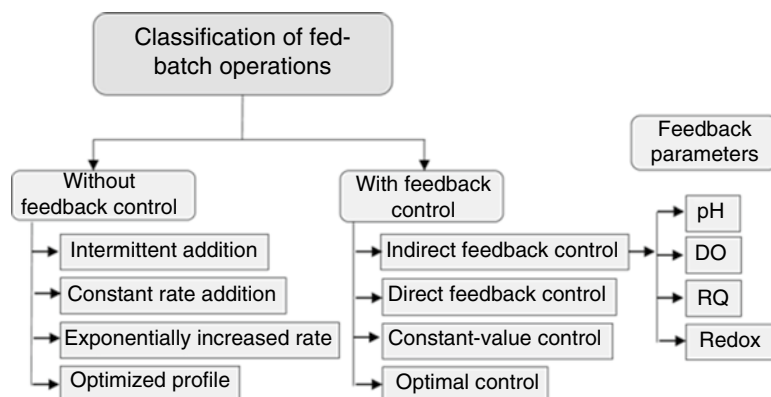 Classification of fed-
batch operations
Without
feedback control
Intermittent addition
Constant rate addition
Exponentially increased rate
Optimized profile
With feedback
control
Indirect feedback control
Direct feedback control
Constant-value control
Optimal control
Feedback
parameters
pH
DO
RQ
Redox